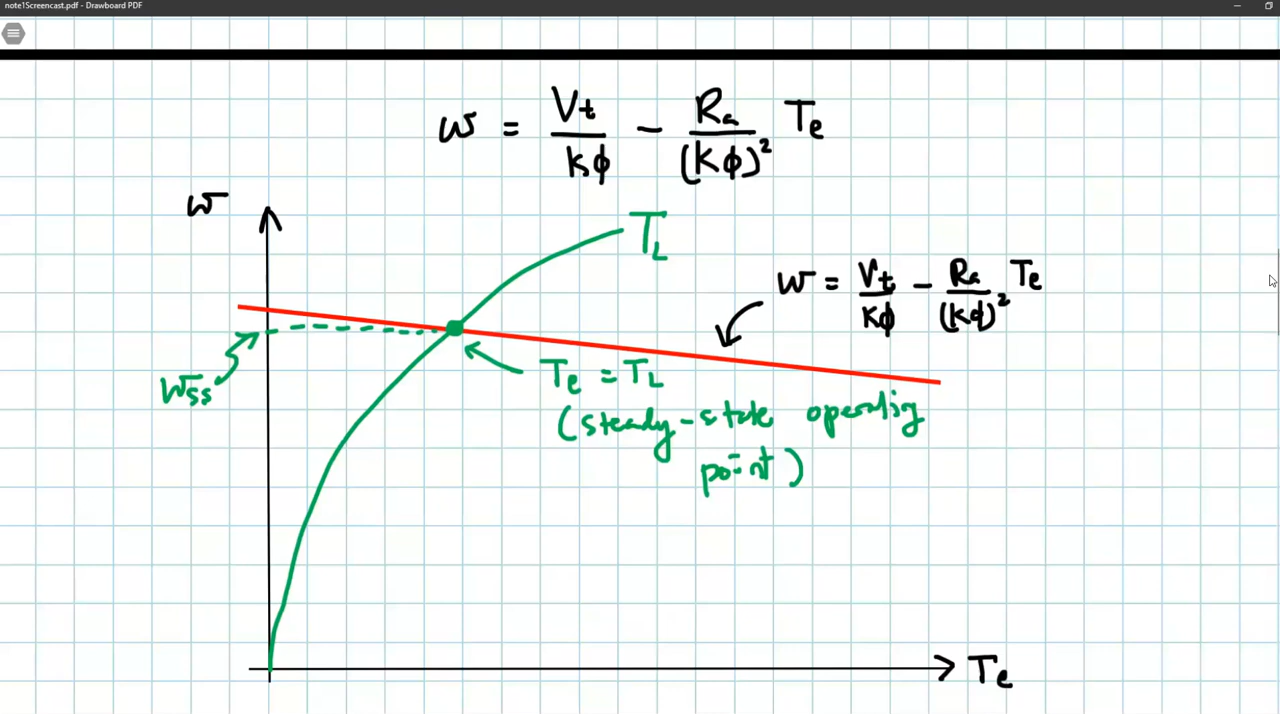 note1Screencast.pdf - Drawboard PDF
w = Vt/Kϕ - Ra/(Kϕ)² Te
w
TL
w = Vt/Kϕ - Ra/(Kϕ)² Te
wss
Te = TL
(steady-state operating
point)
Te